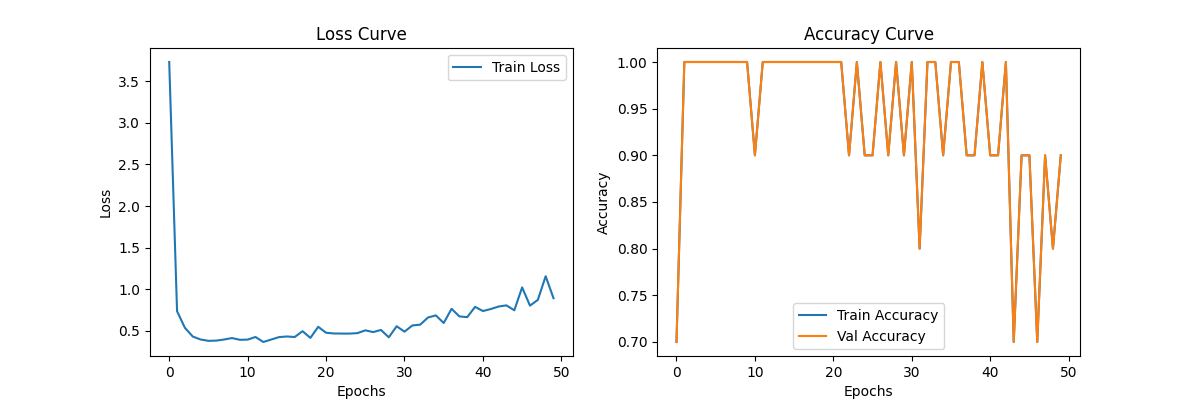 Loss Curve
Train Loss
3.5
3.0
2.5
2.0
1.5
1.0
0.5
Loss
0 10 20 30 40 50
Epochs
Accuracy Curve
1.00
0.95
0.90
0.85
0.80
0.75
0.70
Accuracy
Train Accuracy
Val Accuracy
0 10 20 30 40 50
Epochs